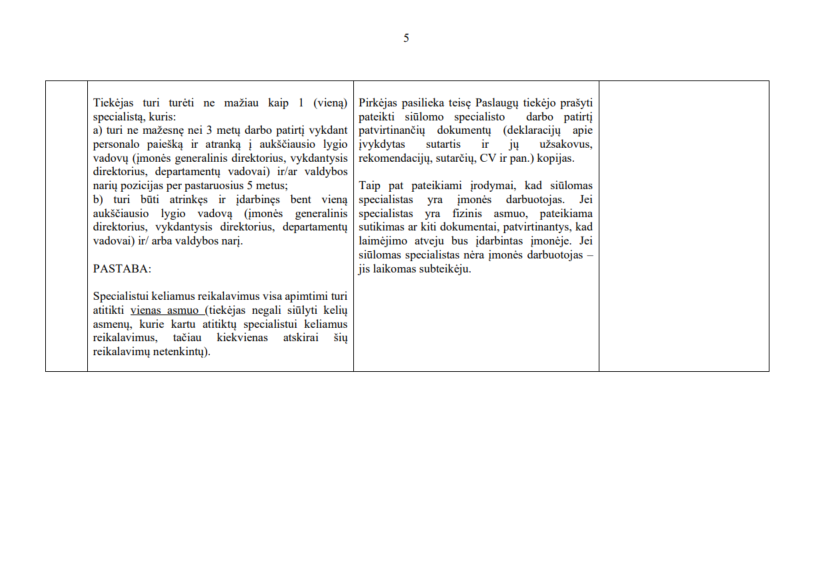 5
Tiekėjas turi turėti ne mažiau kaip 1 (vieną)
specialistą, kuris:
a) turi ne mažesnę nei 3 metų darbo patirtį vykdant
personalo paiešką ir atranką į aukščiausio lygio
vadovų (įmonės generalinis direktorius, vykdantysis
direktorius, departamentų vadovai) ir/ar valdybos
narių pozicijas per pastaruosius 5 metus;
b) turi būti atrinkęs ir įdarbinęs bent vieną
aukščiausio lygio vadovą (įmonės generalinis
direktorius, vykdantysis direktorius, departamentų
vadovai) ir/ arba valdybos narį.
PASTABA:
Specialistui keliamus reikalavimus visa apimtimi turi
atitikti vienas asmuo (tiekėjas negali siūlyti kelių
asmenų, kurie kartu atitiktų specialistui keliamus
reikalavimus, tačiau kiekvienas atskirai šių
reikalavimų netenkintų).
Pirkėjas pasilieka teisę Paslaugų tiekėjo prašyti
pateikti siūlomo specialisto darbo patirtį
patvirtinančių dokumentų (deklaracijų apie
įvykdytas sutartis ir jų užsakovus,
rekomendacijų, sutarčių, CV ir pan.) kopijas.
Taip pat pateikiami įrodymai, kad siūlomas
specialistas yra įmonės darbuotojas. Jei
specialistas yra fizinis asmuo, pateikiama
sutikimas ar kiti dokumentai, patvirtinantys, kad
laimėjimo atveju bus įdarbintas įmonėje. Jei
siūlomas specialistas nėra įmonės darbuotojas –
jis laikomas subteikėju.